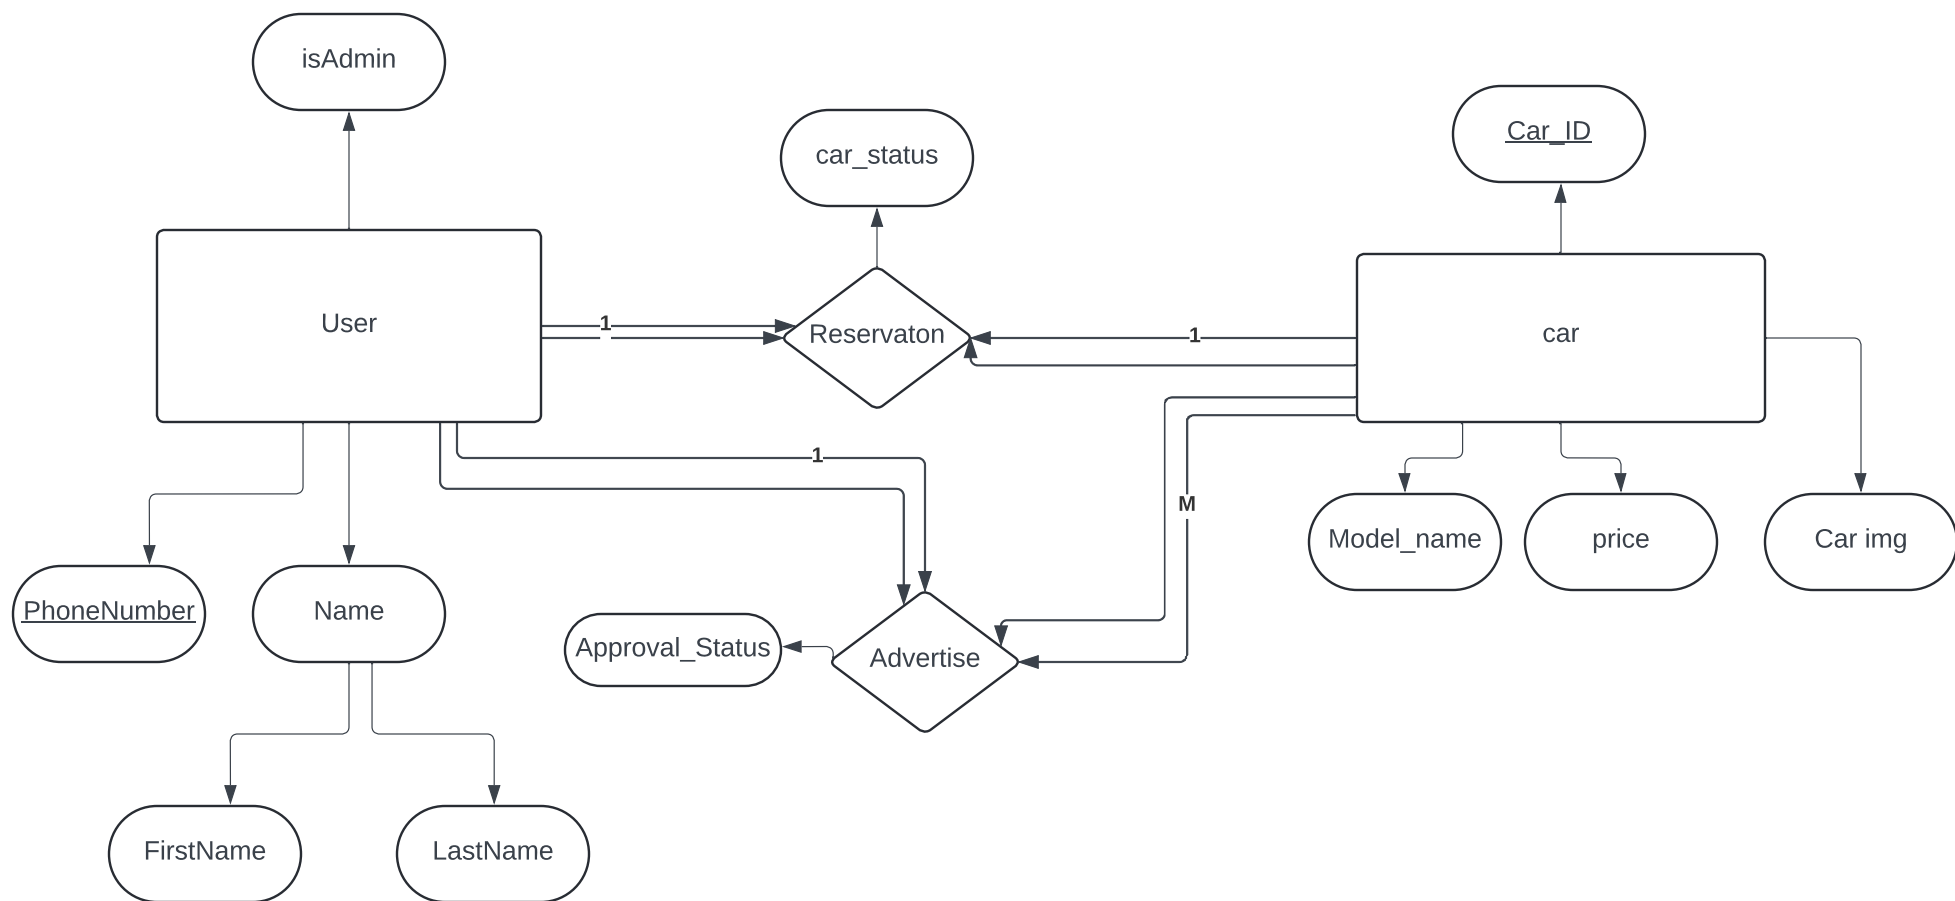 isAdmin
car_status
Car_ID
User
1
Reservaton
1
car
1
M
Model_name
price
Car img
PhoneNumber
Name
Approval_Status
Advertise
FirstName
LastName